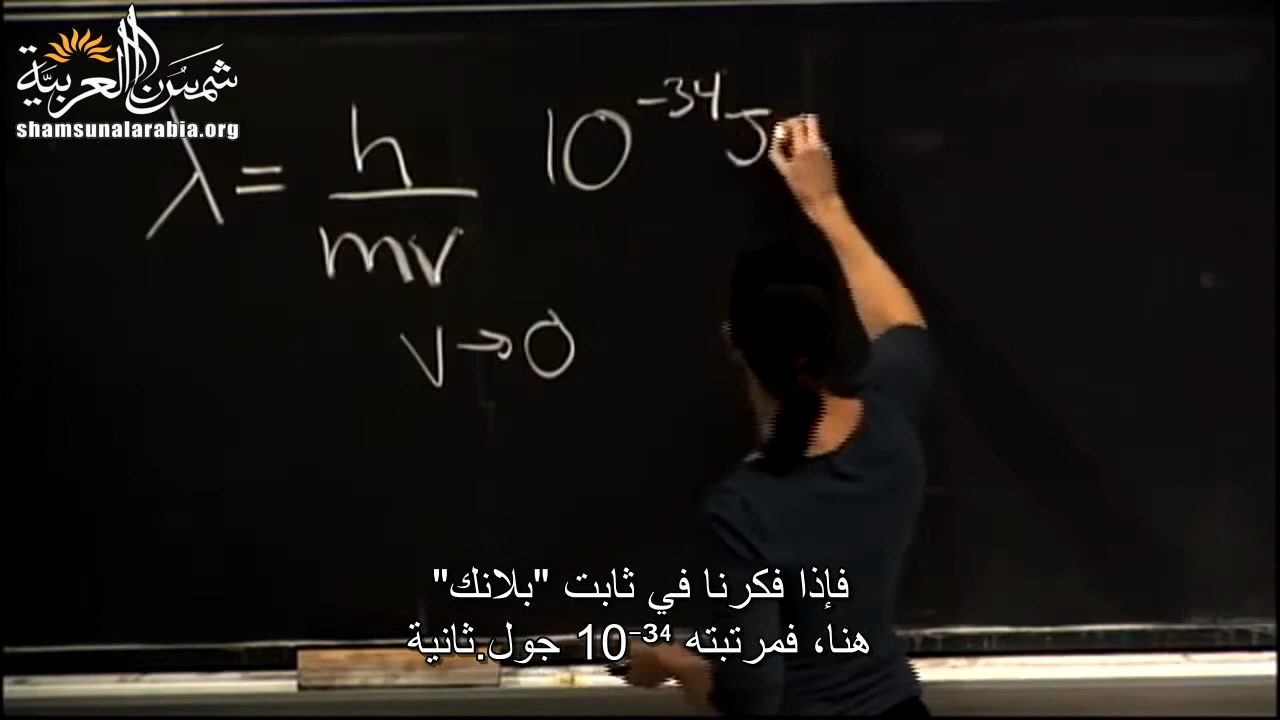 شمس العربية
shamsunalarabia.org
λ = h / mv
10⁻³⁴ J
v → 0
فإذا فكرنا في ثابت "بلانك"
هنا، فمرتبته 10⁻³⁴ جول.ثانية